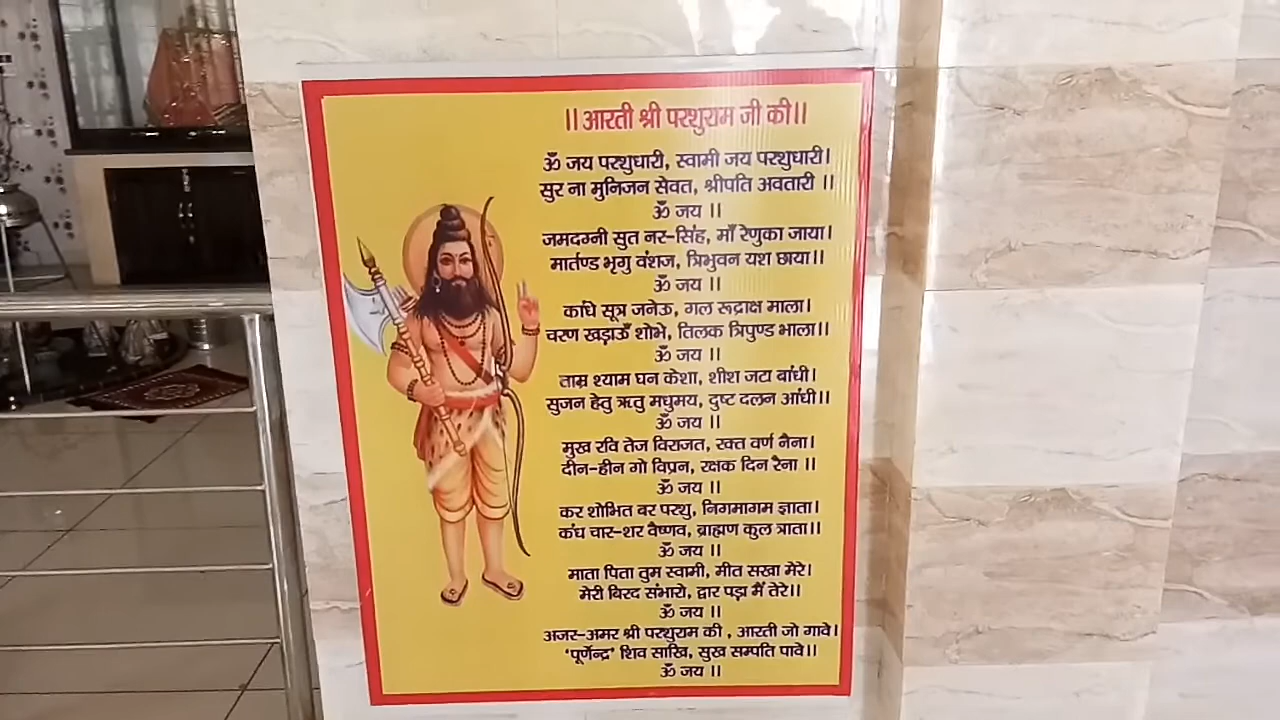 ॥ आरती श्री परशुराम जी की॥
ॐ जय परशुधारी, स्वामी जय परशुधारी।
सुर ना मुनिजन सेवत, श्रीपति अवतारी ॥
ॐ जय ॥
जमदग्नी सुत नर-सिंह, माँ रेणुका जाया।
मार्तण्ड भृगु वंशज, त्रिभुवन यश छाया॥
ॐ जय ॥
कांधे सूत्र जनेऊ, गल रूद्राक्ष माला।
चरण खड़ाऊँ शोभे, तिलक त्रिपुण्ड भाला॥
ॐ जय ॥
ताम्र श्याम घन केशा, शीश जटा बांधी।
सुजन हेतु ऋतु मधुमय, दुष्ट दलन आंधी॥
ॐ जय ॥
मुख रवि तेज विराजत, रक्त वर्ण नैना।
दीन-हीन गो विप्रन, रक्षक दिन रैना ॥
ॐ जय ॥
कर शोभित बर परशु, निगमागम ज्ञाता।
कंध चार-शर वैष्णव, ब्राह्मण कुल त्राता॥
ॐ जय ॥
माता पिता तुम स्वामी, मीत सखा मेरे।
मेरी बिरद संभारो, द्वार पड़ा मैं तेरे॥
ॐ जय ॥
अजर-अमर श्री परशुराम की , आरती जो गावे।
‘पूर्णेन्द्र’ शिव साखि, सुख सम्पति पावे॥
ॐ जय ॥